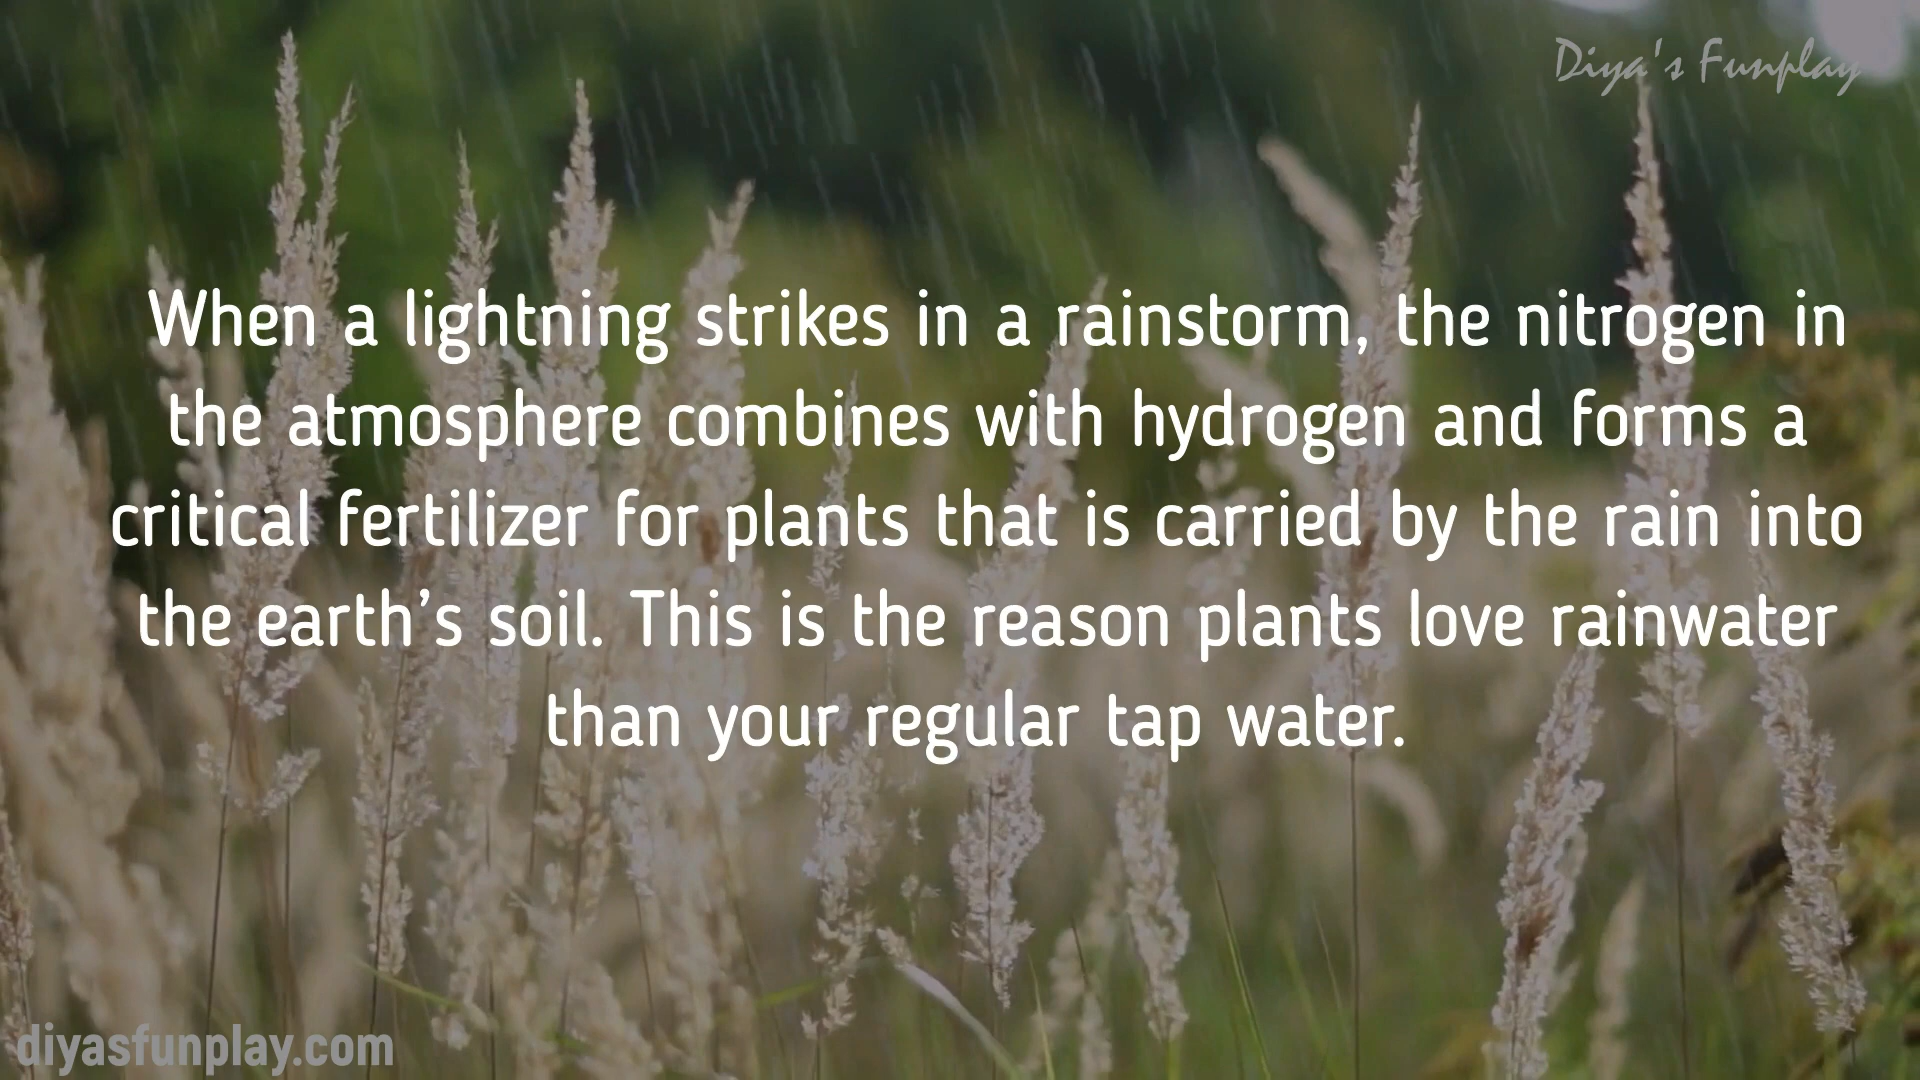 Diya's Funplay
When a lightning strikes in a rainstorm, the nitrogen in
the atmosphere combines with hydrogen and forms a
critical fertilizer for plants that is carried by the rain into
the earth’s soil. This is the reason plants love rainwater
than your regular tap water.
diyasfunplay.com